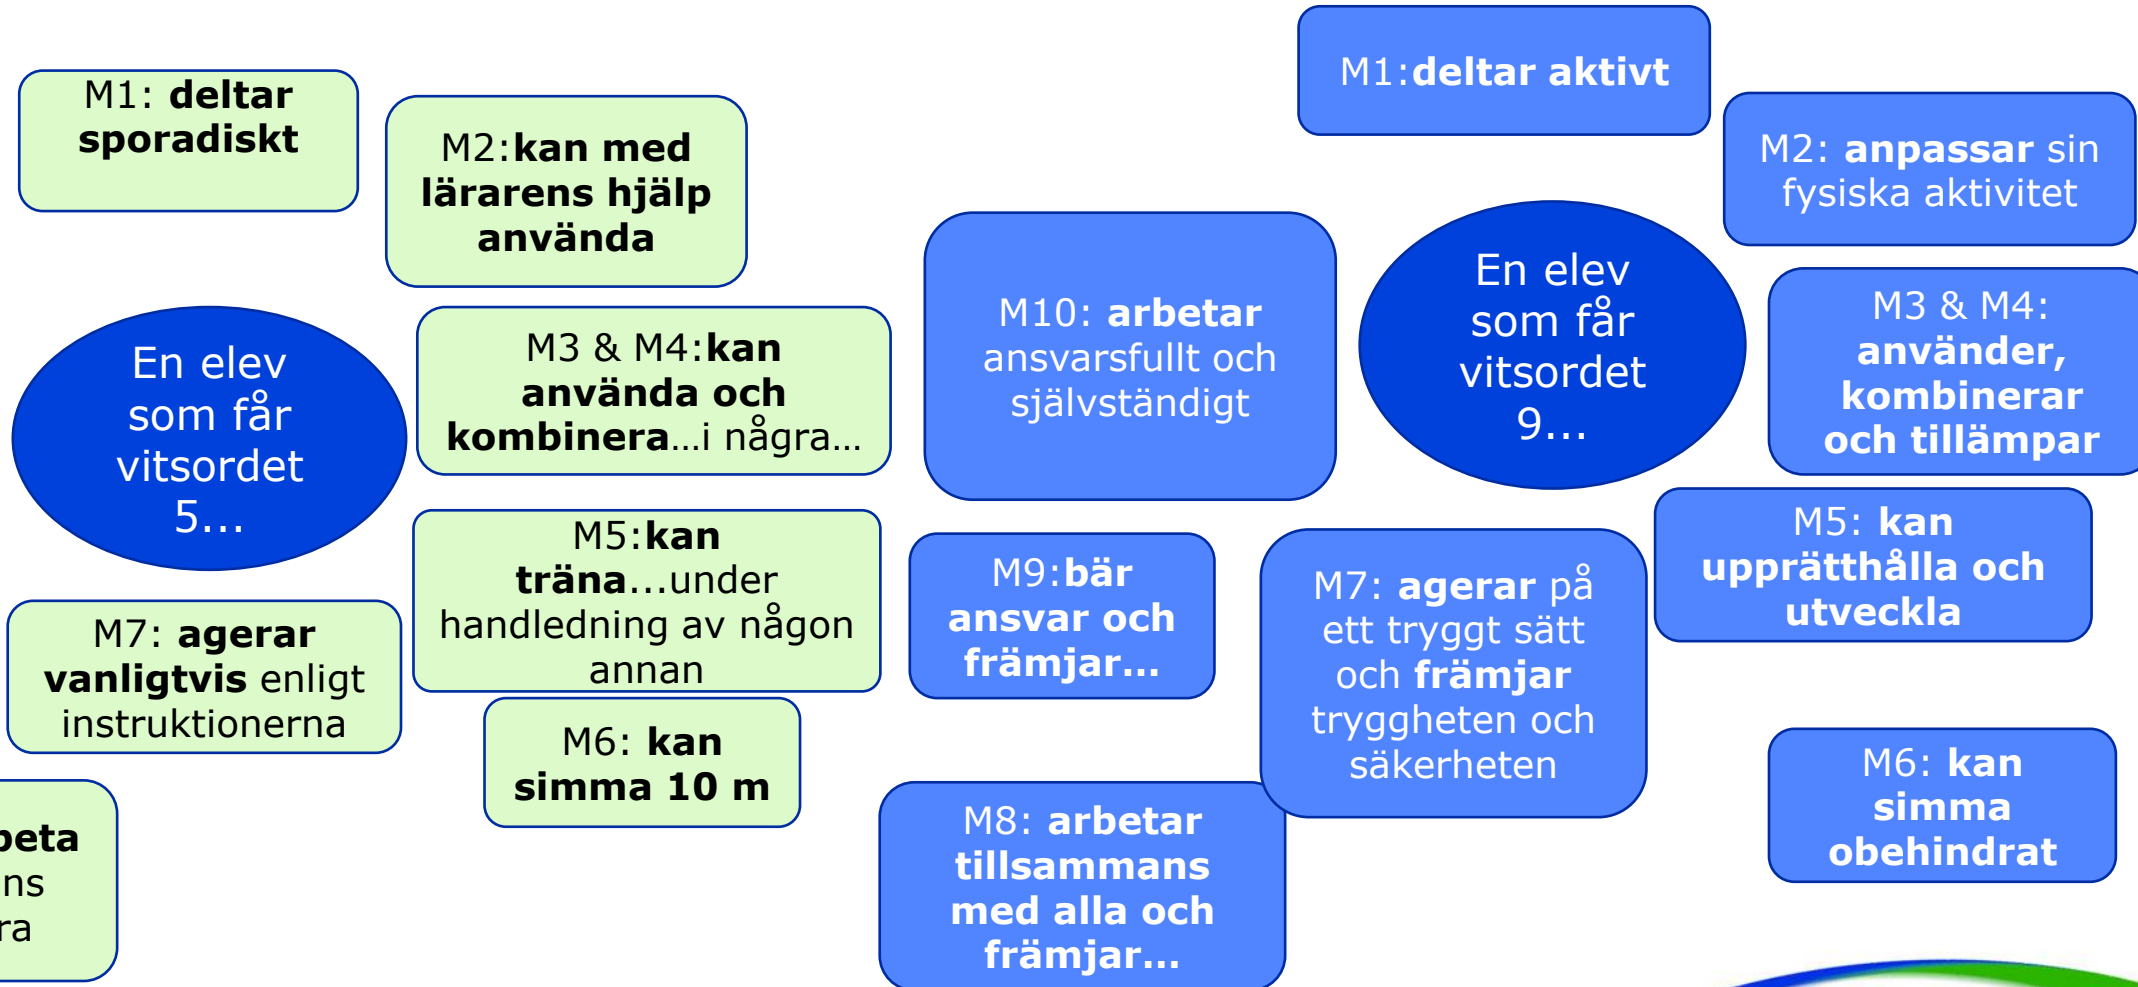 M1: deltar
sporadiskt
M2:kan med
lärarens hjälp
använda
En elev
som får
vitsordet
5...
M3 & M4:kan
använda och
kombinera…i några…
M5:kan
träna...under
handledning av någon
annan
M7: agerar
vanligtvis enligt
instruktionerna
M6: kan
simma 10 m
M1:deltar aktivt
M2: anpassar sin
fysiska aktivitet
M10: arbetar
ansvarsfullt och
självständigt
En elev
som får
vitsordet
9...
M3 & M4:
använder,
kombinerar
och tillämpar
M5: kan
upprätthålla och
utveckla
M9:bär
ansvar och
främjar…
M7: agerar på
ett tryggt sätt
och främjar
tryggheten och
säkerheten
M6: kan
simma
obehindrat
M8: arbetar
tillsammans
med alla och
främjar…